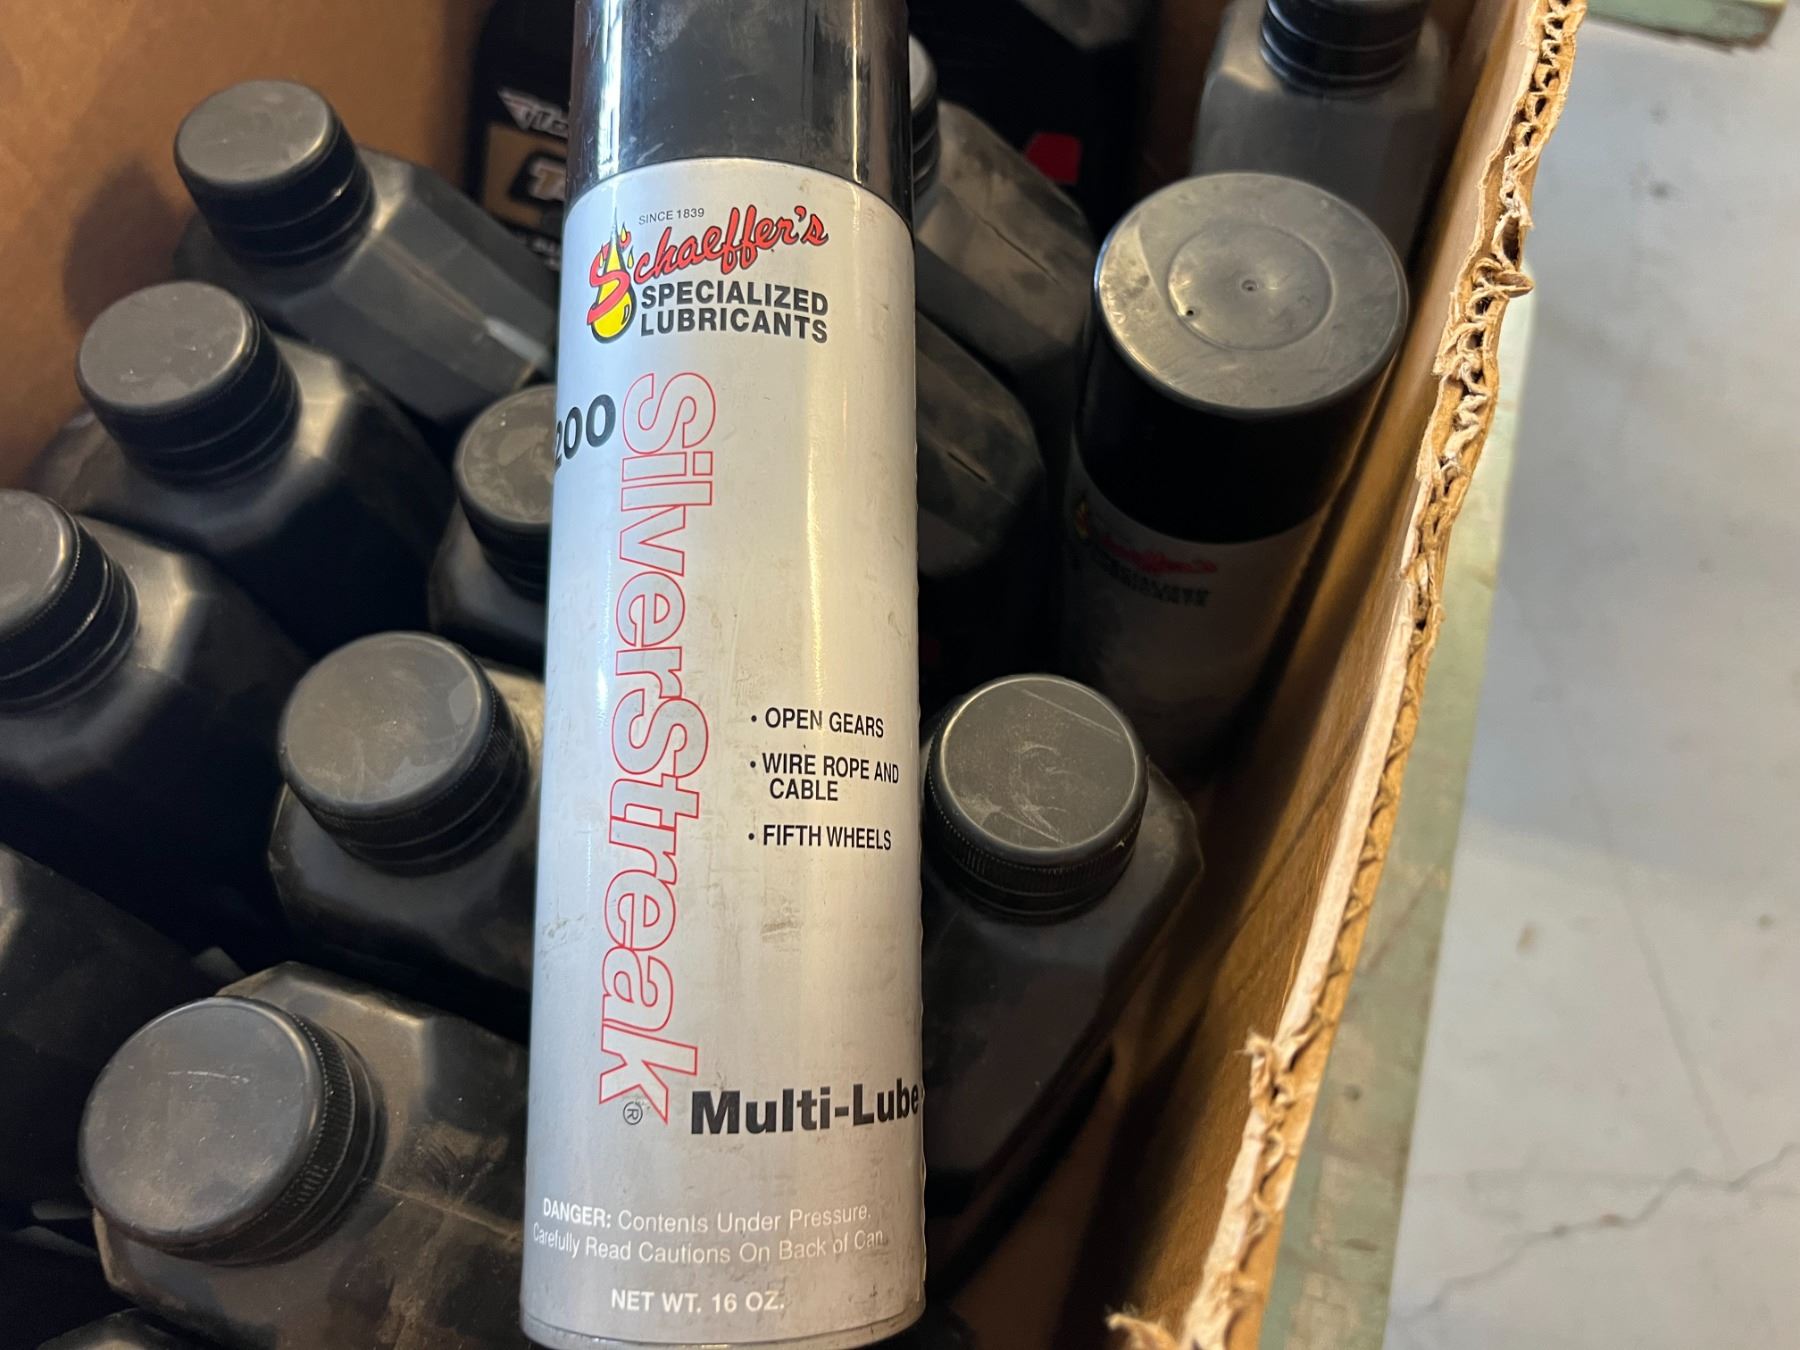 SINCE 1839
Schaeffer's
SPECIALIZED
LUBRICANTS
200
SilverStreak®
• OPEN GEARS
• WIRE ROPE AND
CABLE
• FIFTH WHEELS
Multi-Lube
DANGER: Contents Under Pressure.
Carefully Read Cautions On Back of Can.
NET WT. 16 OZ.
Schaeffer's